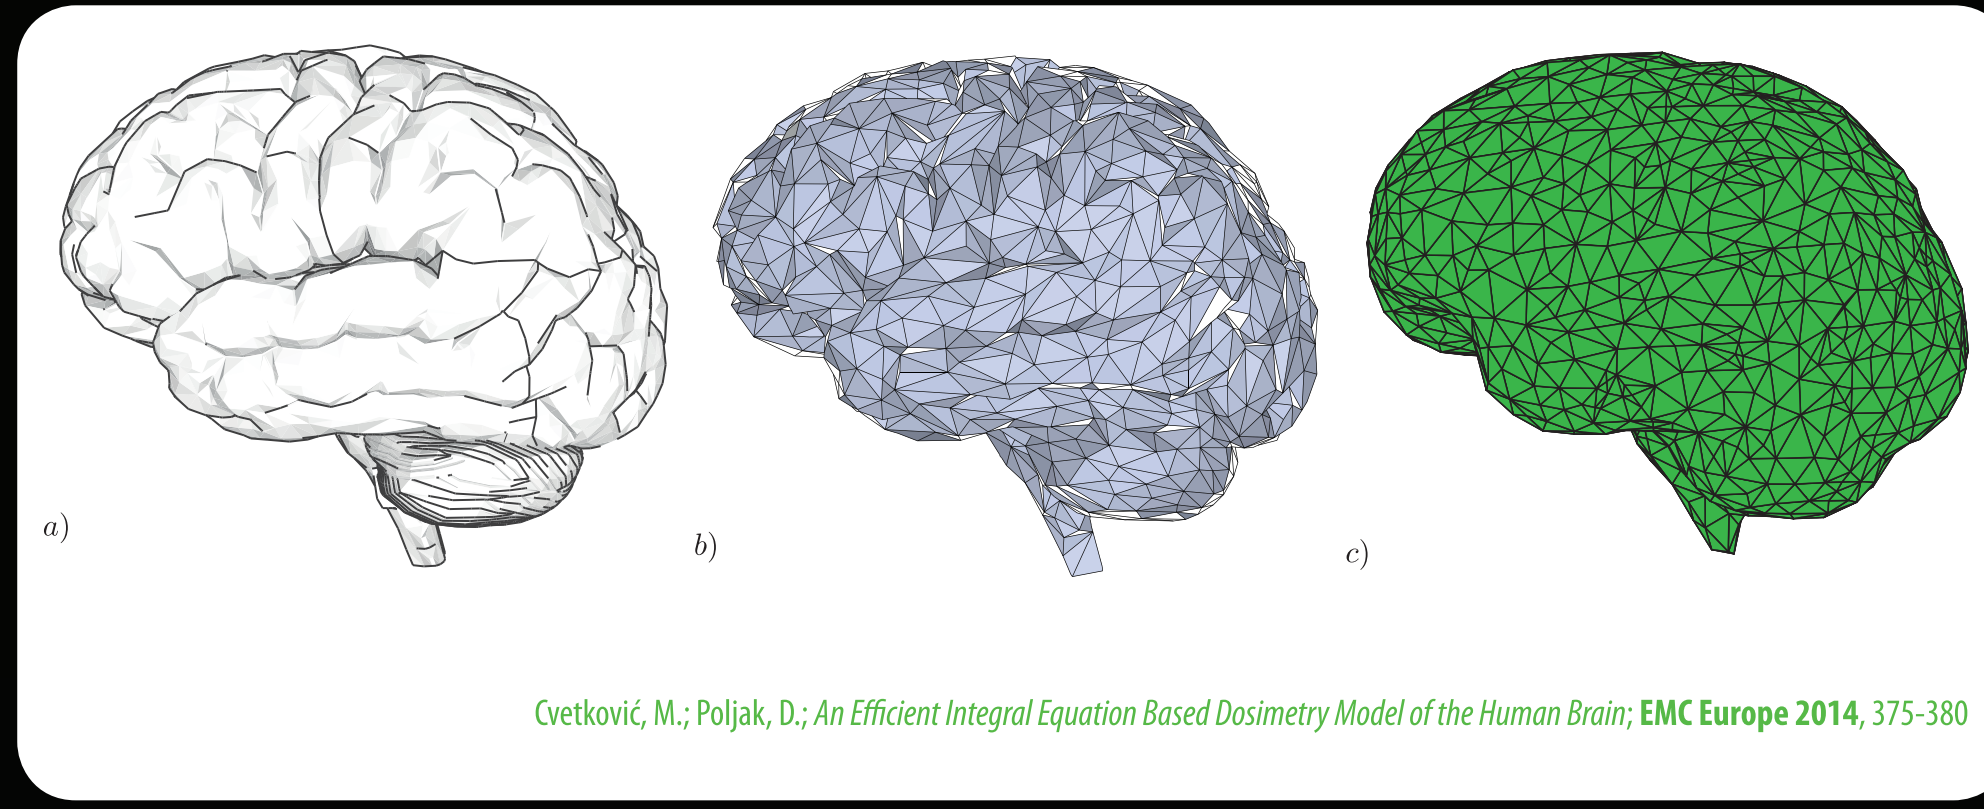 a)
b)
c)
Cvetković, M.; Poljak, D.; An Efficient Integral Equation Based Dosimetry Model of the Human Brain; EMC Europe 2014, 375-380